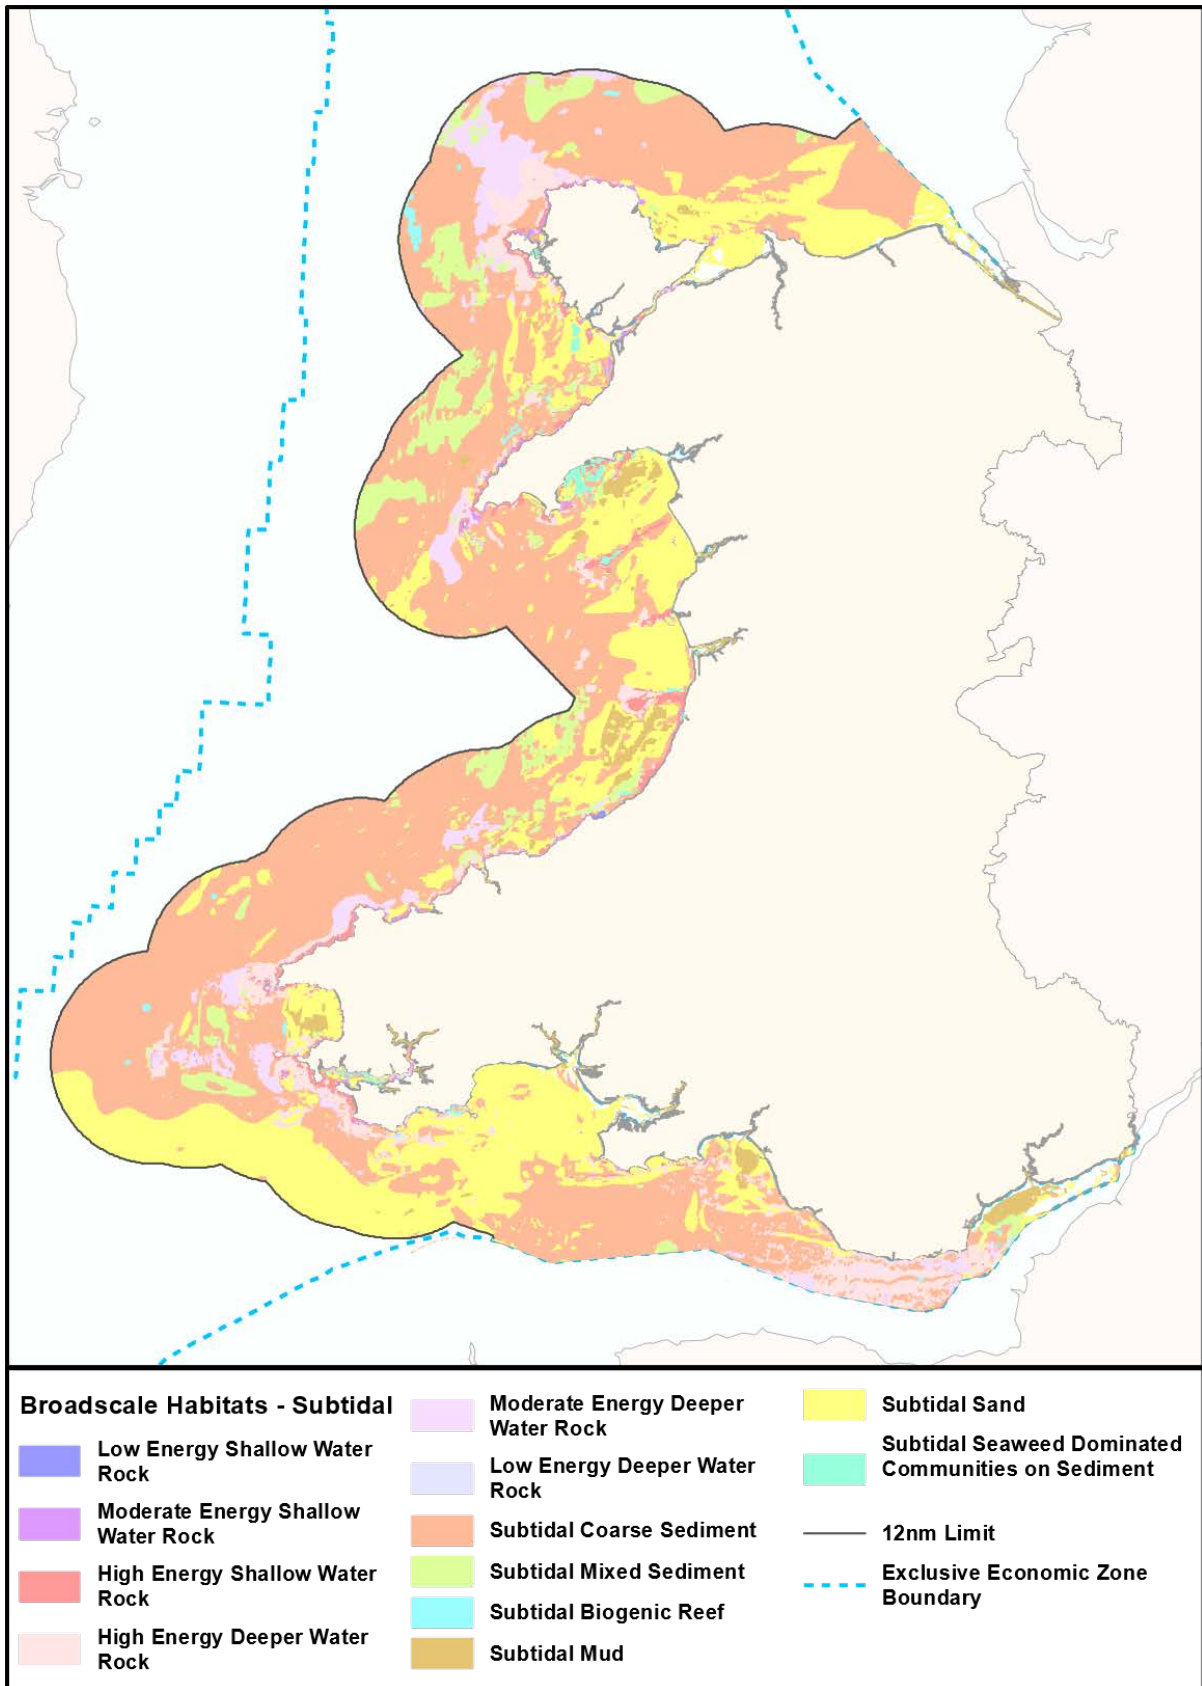 Broadscale Habitats - Subtidal
Low Energy Shallow Water
Rock
Moderate Energy Shallow
Water Rock
High Energy Shallow Water
Rock
High Energy Deeper Water
Rock
Moderate Energy Deeper
Water Rock
Low Energy Deeper Water
Rock
Subtidal Coarse Sediment
Subtidal Mixed Sediment
Subtidal Biogenic Reef
Subtidal Mud
Subtidal Sand
Subtidal Seaweed Dominated
Communities on Sediment
12nm Limit
Exclusive Economic Zone
Boundary